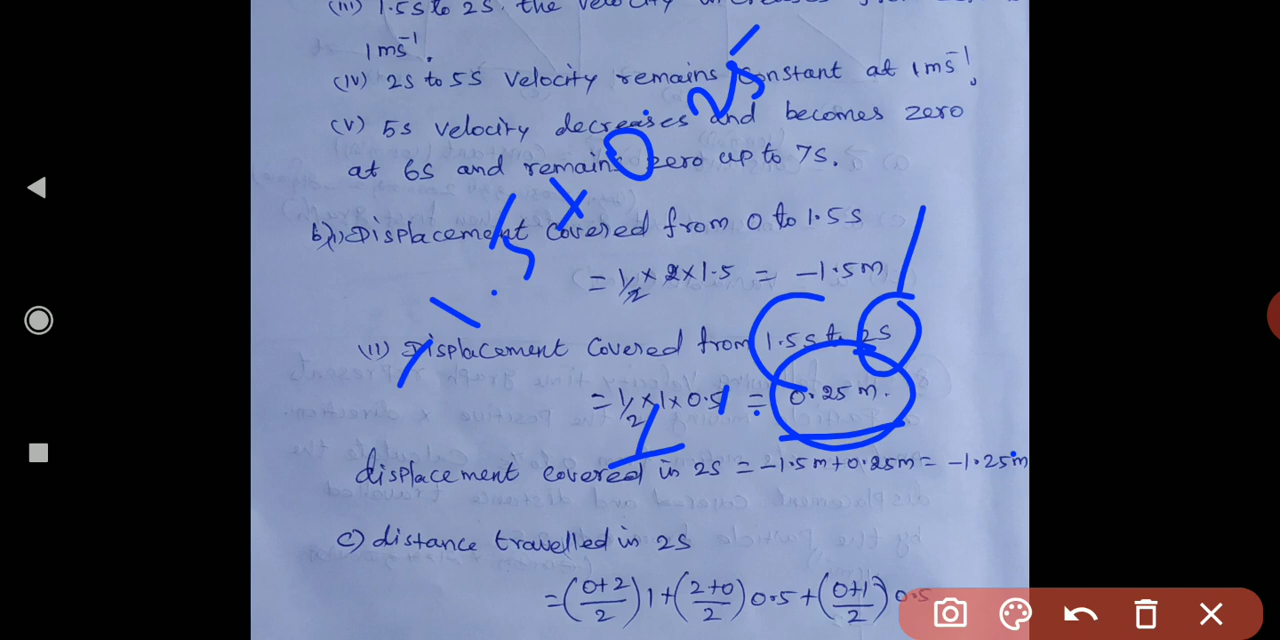 (iii) 1.5s to 2s. the velocity increases
1ms⁻¹.
(iv) 2s to 5s velocity remains constant at 1ms⁻¹,
(v) 5s velocity decreases and becomes zero
at 6s and remains zero up to 7s.
b)i) Displacement covered from 0 to 1.5s
= 1/2 × 2 × 1.5 = -1.5m
(ii) Displacement covered from 1.5s to 2s
= 1/2 × 1 × 0.5 = 0.25 m.
displacement covered in 2s = -1.5m + 0.25m = -1.25m
c) distance travelled in 2s
= (0+2/2) 1 + (2+0/2) 0.5 + (0+1/2) 0.5